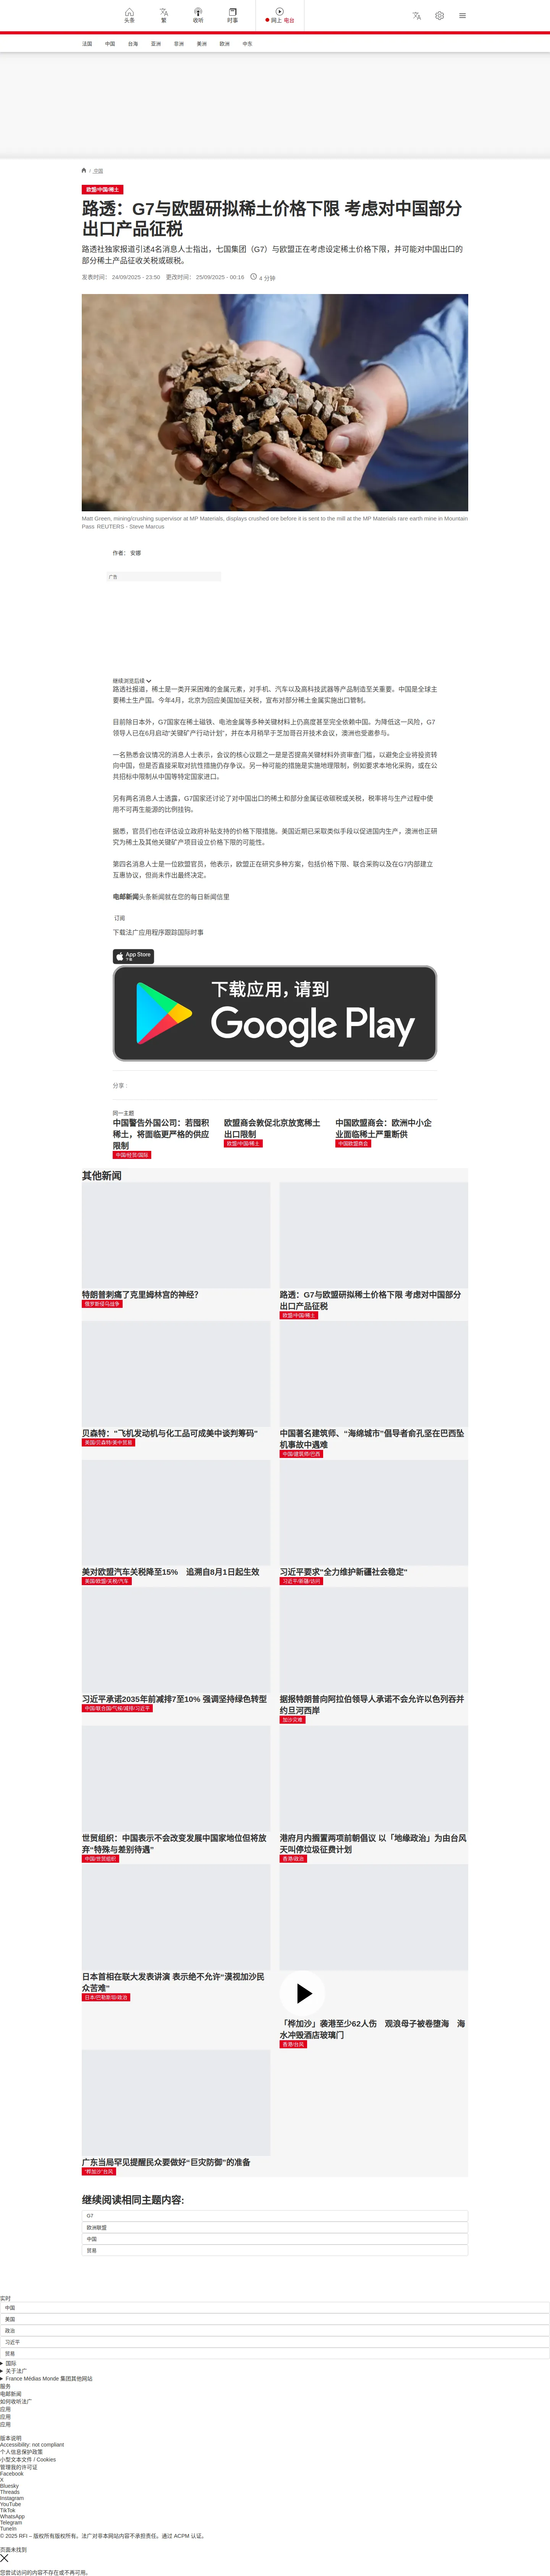 头条
繁
收听
时事
网上 电台
法国
中国
台海
亚洲
非洲
美洲
欧洲
中东
/ 中国
欧盟/中国/稀土
路透：G7与欧盟研拟稀土价格下限 考虑对中国部分
出口产品征税
路透社独家报道引述4名消息人士指出，七国集团（G7）与欧盟正在考虑设定稀土价格下限，并可能对中国出口的
部分稀土产品征收关税或碳税。
发表时间： 24/09/2025 - 23:50 更改时间： 25/09/2025 - 00:16 4 分钟
Matt Green, mining/crushing supervisor at MP Materials, displays crushed ore before it is sent to the mill at the MP Materials rare earth mine in Mountain
Pass REUTERS - Steve Marcus
作者： 安娜
广告
继续浏览后续
路透社报道，稀土是一类开采困难的金属元素，对手机、汽车以及高科技武器等产品制造至关重要。中国是全球主
要稀土生产国。今年4月，北京为回应美国加征关税，宣布对部分稀土金属实施出口管制。
目前除日本外，G7国家在稀土磁铁、电池金属等多种关键材料上仍高度甚至完全依赖中国。为降低这一风险，G7
领导人已在6月启动“关键矿产行动计划”，并在本月稍早于芝加哥召开技术会议，澳洲也受邀参与。
一名熟悉会议情况的消息人士表示，会议的核心议题之一是是否提高关键材料外资审查门槛，以避免企业将投资转
向中国，但是否直接采取对抗性措施仍存争议。另一种可能的措施是实施地理限制，例如要求本地化采购，或在公
共招标中限制从中国等特定国家进口。
另有两名消息人士透露，G7国家还讨论了对中国出口的稀土和部分金属征收碳税或关税，税率将与生产过程中使
用不可再生能源的比例挂钩。
据悉，官员们也在评估设立政府补贴支持的价格下限措施。美国近期已采取类似手段以促进国内生产，澳洲也正研
究为稀土及其他关键矿产项目设立价格下限的可能性。
第四名消息人士是一位欧盟官员，他表示，欧盟正在研究多种方案，包括价格下限、联合采购以及在G7内部建立
互惠协议，但尚未作出最终决定。
电邮新闻头条新闻就在您的每日新闻信里
订阅
下载法广应用程序跟踪国际时事
App Store
下载
下载应用，请到
Google Play
分享 :
同一主题
中国警告外国公司：若囤积
稀土，将面临更严格的供应
限制
中国/经贸/国际
欧盟商会敦促北京放宽稀土
出口限制
欧盟/中国/稀土
中国欧盟商会：欧洲中小企
业面临稀土严重断供
中国欧盟商会
其他新闻
特朗普刺痛了克里姆林宫的神经？
俄罗斯侵乌战争
路透：G7与欧盟研拟稀土价格下限 考虑对中国部分
出口产品征税
欧盟/中国/稀土
贝森特："飞机发动机与化工品可成美中谈判筹码"
美国/贝森特/美中贸易
中国著名建筑师、“海绵城市”倡导者俞孔坚在巴西坠
机事故中遇难
中国/建筑师/巴西
美对欧盟汽车关税降至15% 追溯自8月1日起生效
美国/欧盟/关税/汽车
习近平要求"全力维护新疆社会稳定"
习近平/新疆/访问
习近平承诺2035年前减排7至10% 强调坚持绿色转型
中国/联合国/气候/减排/习近平
据报特朗普向阿拉伯领导人承诺不会允许以色列吞并
约旦河西岸
加沙灾难
世贸组织：中国表示不会改变发展中国家地位但将放
弃“特殊与差别待遇”
中国/世贸组织
港府月内搁置两项前朝倡议 以「地缘政治」为由台风
天叫停垃圾征费计划
香港/政治
日本首相在联大发表讲演 表示绝不允许“漠视加沙民
众苦难”
日本/巴勒斯坦/政治
「桦加沙」袭港至少62人伤 观浪母子被卷堕海 海
水冲毁酒店玻璃门
香港/台风
广东当局罕见提醒民众要做好“巨灾防御”的准备
“桦加沙”台风
继续阅读相同主题内容:
G7
欧洲联盟
中国
贸易
实时
中国
美国
政治
习近平
贸易
国际
关于法广
France Médias Monde 集团其他网站
服务
电邮新闻
如何收听法广
应用
应用
应用
版本说明
Accessibility: not compliant
个人信息保护政策
小型文本文件 / Cookies
管理我的许可证
Facebook
X
Bluesky
Threads
Instagram
YouTube
TikTok
WhatsApp
Telegram
TuneIn
© 2025 RFI – 版权所有版权所有。法广对非本网站内容不承担责任。通过 ACPM 认证。
页面未找到
您尝试访问的内容不存在或不再可用。